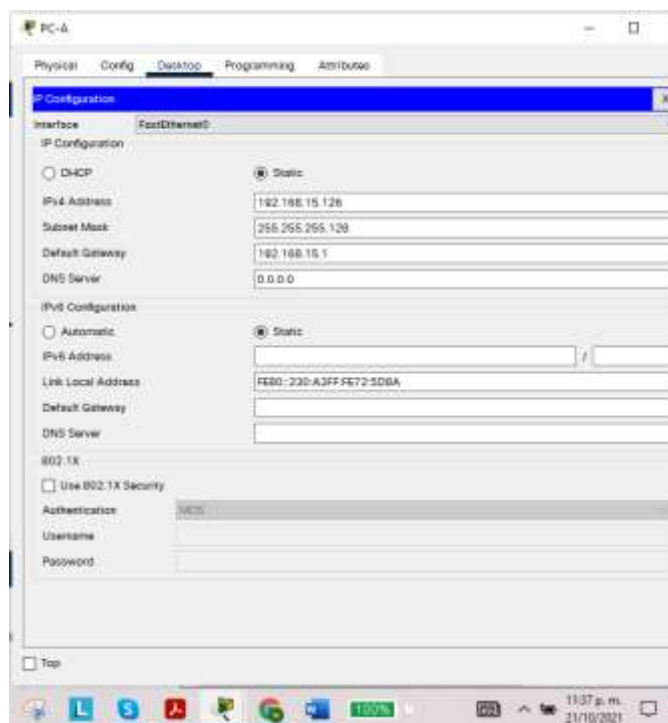 PC-A
Physical Config Desktop Programming Attributes
IP Configuration X
Interface FastEthernet0
IP Configuration
DHCP Static
IPv4 Address 192.168.15.126
Subnet Mask 255.255.255.128
Default Gateway 192.168.15.1
DNS Server 0.0.0.0
IPv6 Configuration
Automatic Static
IPv6 Address /
Link Local Address FE80::230:A3FF:FE72:5DBA
Default Gateway
DNS Server
802.1X
Use 802.1X Security
Authentication MD5
Username
Password
Top
100%
11:37 p. m.
21/10/2021